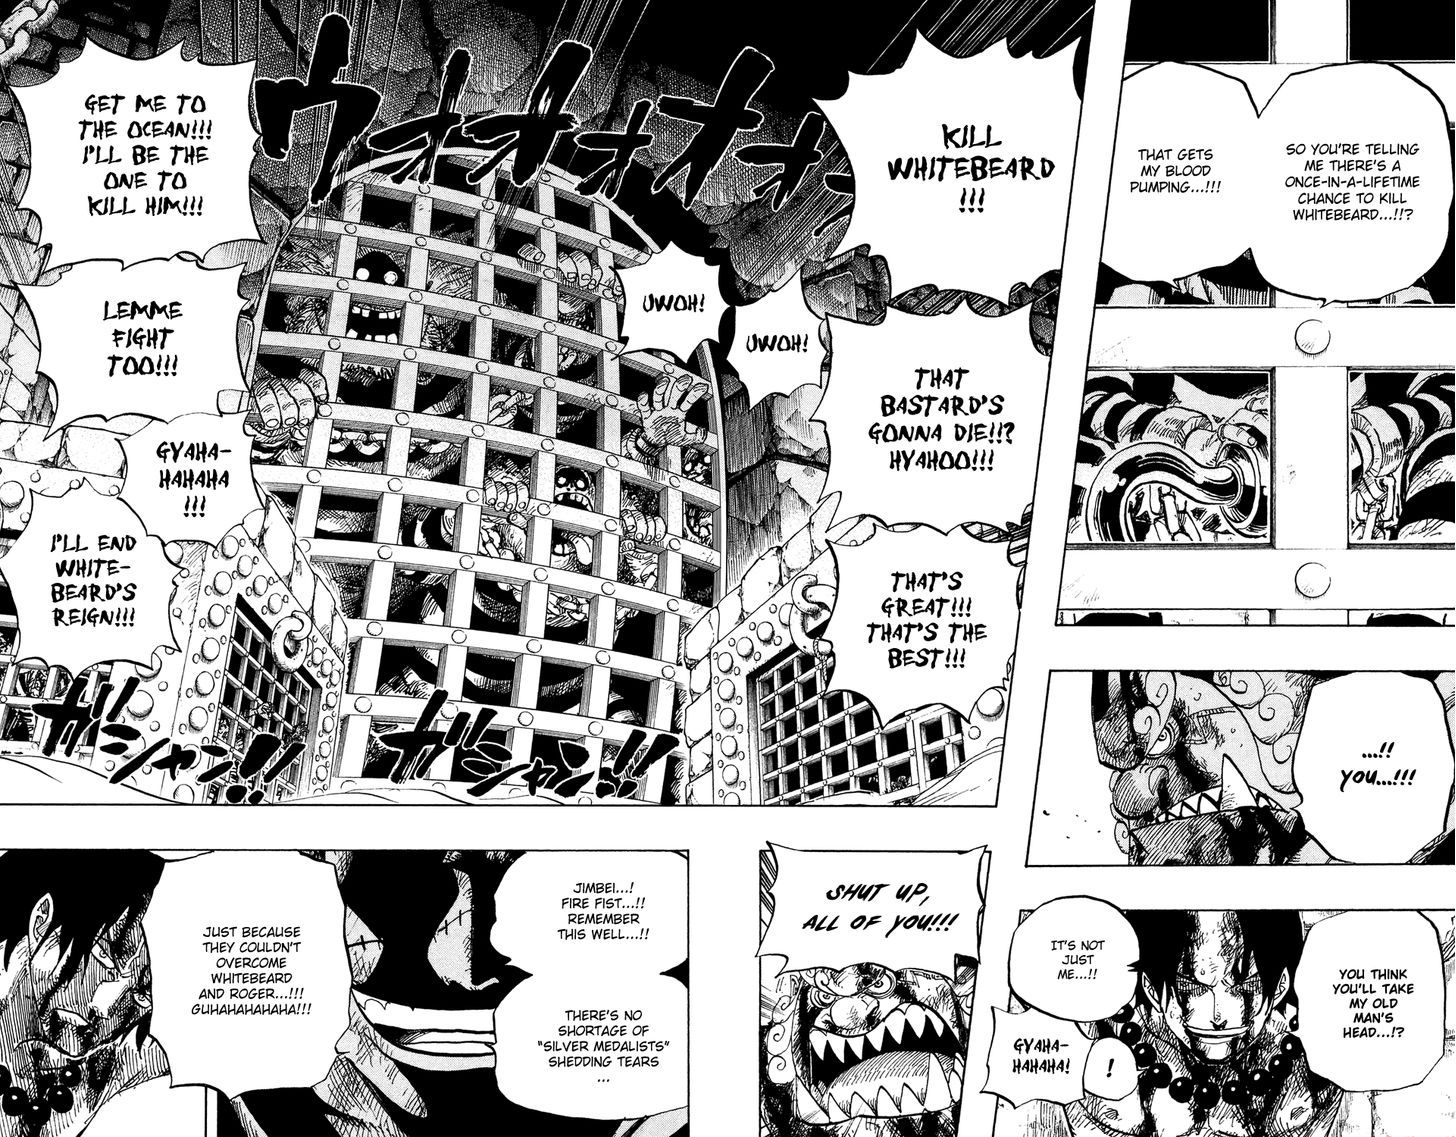 SO YOU'RE TELLING
ME THERE'S A
ONCE-IN-A-LIFETIME
CHANCE TO KILL
WHITEBEARD...!!?
THAT GETS
MY BLOOD
PUMPING...!!!
....!!
YOU....!!!
YOU THINK
YOU'LL TAKE
MY OLD
MAN'S
HEAD...!?
IT'S NOT
JUST
ME...!!
!
GYAHA-
HAHAHA!
KILL
WHITEBEARD
!!!
THAT
BASTARD'S
GONNA DIE!!?
HYAHOO!!!
THAT'S
GREAT!!!
THAT'S THE
BEST!!!
UWOH!
UWOH!
ウオオオオオオ
GET ME TO
THE OCEAN!!!
I'LL BE THE
ONE TO
KILL HIM!!!
LEMME
FIGHT
TOO!!!
GYAHA-
HAHAHA
!!!
I'LL END
WHITE-
BEARD'S
REIGN!!!
ガシャン!!
ガシャン!!
SHUT UP,
ALL OF YOU!!!
JIMBEI...!
FIRE FIST...!!
REMEMBER
THIS WELL...!!
THERE'S NO
SHORTAGE OF
"SILVER MEDALISTS"
SHEDDING TEARS
...
JUST BECAUSE
THEY COULDN'T
OVERCOME
WHITEBEARD
AND ROGER...!!!
GUHAHAHAHAHA!!!